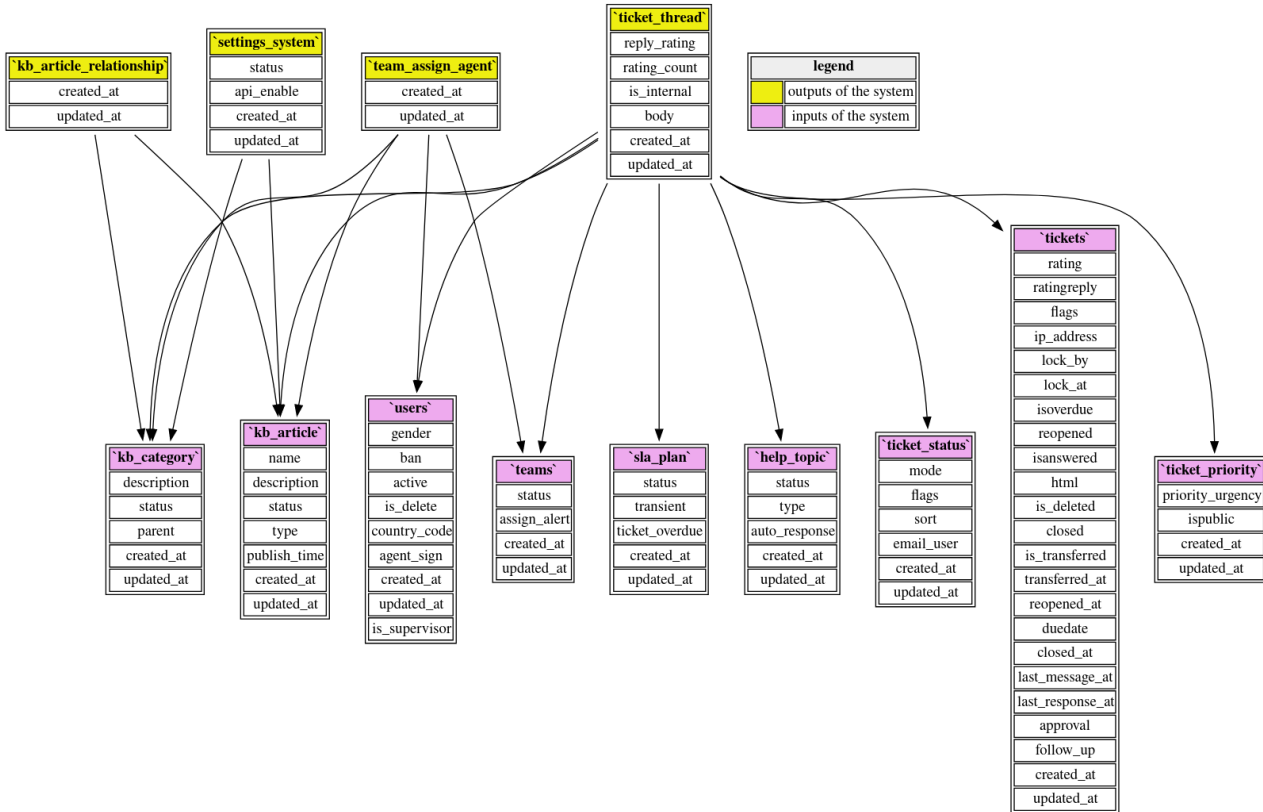 `kb_article_relationship`
created_at
updated_at
`settings_system`
status
api_enable
created_at
updated_at
`team_assign_agent`
created_at
updated_at
`ticket_thread`
reply_rating
rating_count
is_internal
body
created_at
updated_at
legend
outputs of the system
inputs of the system
`kb_category`
description
status
parent
created_at
updated_at
`kb_article`
name
description
status
type
publish_time
created_at
updated_at
`users`
gender
ban
active
is_delete
country_code
agent_sign
created_at
updated_at
is_supervisor
`teams`
status
assign_alert
created_at
updated_at
`sla_plan`
status
transient
ticket_overdue
created_at
updated_at
`help_topic`
status
type
auto_response
created_at
updated_at
`ticket_status`
mode
flags
sort
email_user
created_at
updated_at
`tickets`
rating
ratingreply
flags
ip_address
lock_by
lock_at
isoverdue
reopened
isanswered
html
is_deleted
closed
is_transferred
transferred_at
reopened_at
duedate
closed_at
last_message_at
last_response_at
approval
follow_up
created_at
updated_at
`ticket_priority`
priority_urgency
ispublic
created_at
updated_at